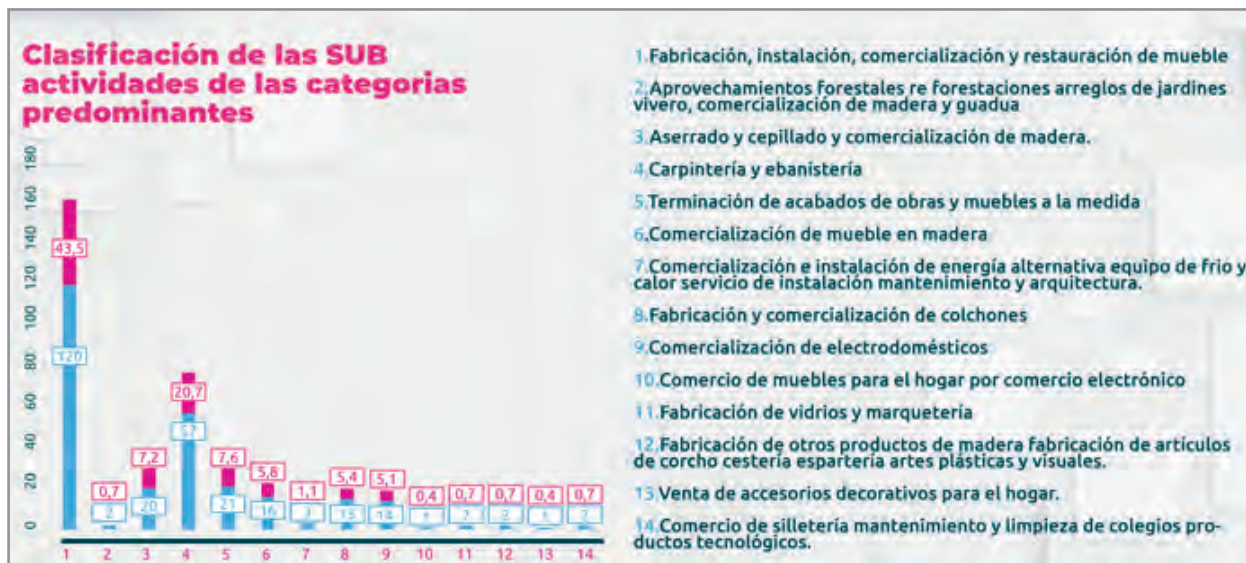 Clasificación de las SUB
actividades de las categorias
predominantes
180
160
140
120
100
80
60
40
20
0
43,5
120
0,7
2
7,2
20
20,7
57
7,6
21
5,8
16
1,1
5,4
15
5,1
14
0,4
1
0,7
2
0,7
2
0,4
1
0,7
2
1 2 3 4 5 6 7 8 9 10 11 12 13 14
1.Fabricación, instalación, comercialización y restauración de mueble
2.Aprovechamientos forestales re forestaciones arreglos de jardines
vivero, comercialización de madera y guadua
3.Aserrado y cepillado y comercialización de madera.
4.Carpintería y ebanistería
5.Terminación de acabados de obras y muebles a la medida
6.Comercialización de mueble en madera
7.Comercialización e instalación de energía alternativa equipo de frio y
calor servicio de instalación mantenimiento y arquitectura.
8.Fabricación y comercialización de colchones
9.Comercialización de electrodomésticos
10.Comercio de muebles para el hogar por comercio electrónico
11.Fabricación de vidrios y marquetería
12.Fabricación de otros productos de madera fabricación de artículos
de corcho cestería espartería artes plásticas y visuales.
13.Venta de accesorios decorativos para el hogar.
14.Comercio de silletería mantenimiento y limpieza de colegios pro-
ductos tecnológicos.